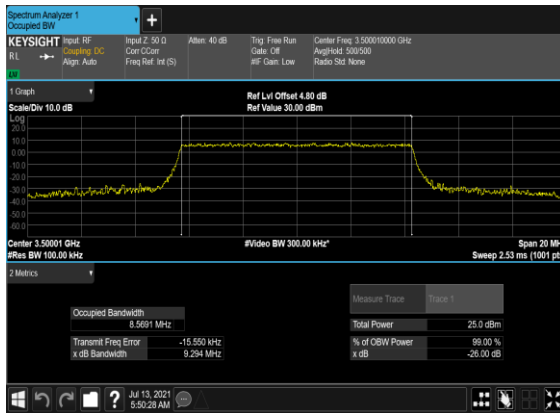 Spectrum Analyzer 1
Occupied BW
KEYSIGHT
RL
Input: RF
Coupling: DC
Align: Auto
Input Z: 50 Ω
Corr CCorr
Freq Ref: Int (S)
Atten: 40 dB
Trig: Free Run
Gate: Off
#IF Gain: Low
Center Freq: 3.500010000 GHz
Avg|Hold: 500/500
Radio Std: None
1 Graph
Scale/Div 10.0 dB
Ref Lvl Offset 4.80 dB
Ref Value 30.00 dBm
Log
20.0
10.0
0.00
-10.0
-20.0
-30.0
-40.0
-50.0
-60.0
Center 3.50001 GHz
#Res BW 100.00 kHz
#Video BW 300.00 kHz*
Span 20 MH
Sweep 2.53 ms (1001 pt
2 Metrics
Measure Trace
Trace 1
Occupied Bandwidth
8.5691 MHz
Total Power
25.0 dBm
Transmit Freq Error
-15.550 kHz
% of OBW Power
99.00 %
x dB Bandwidth
9.294 MHz
x dB
-26.00 dB
?
Jul 13, 2021
5:50:28 AM